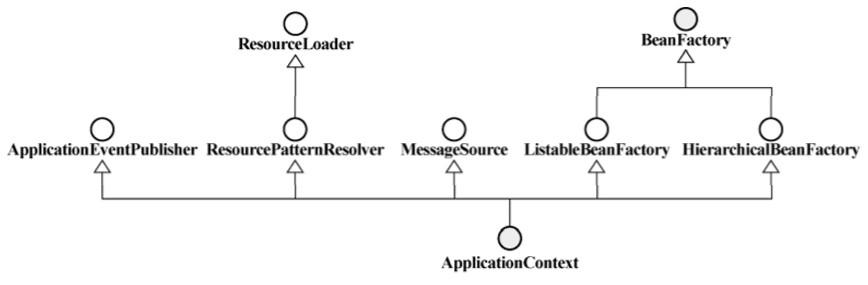 ResourceLoader
BeanFactory
ApplicationEventPublisher
ResourcePatternResolver
MessageSource
ListableBeanFactory
HierarchicalBeanFactory
ApplicationContext